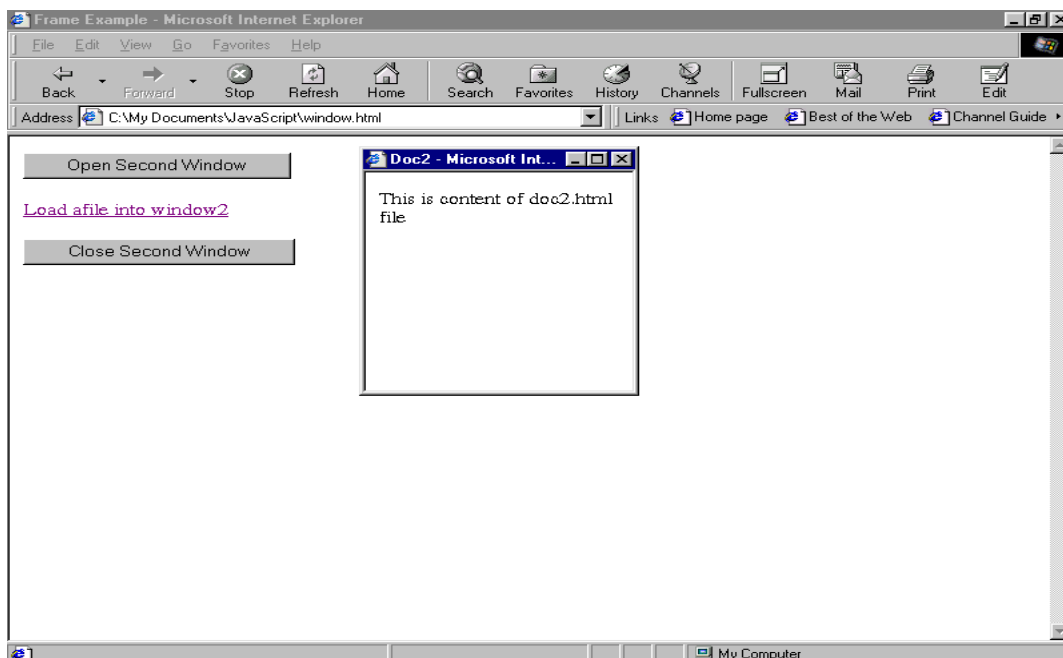 Frame Example - Microsoft Internet Explorer
File Edit View Go Favorites Help
Back Forward Stop Refresh Home Search Favorites History Channels Fullscreen Mail Print Edit
Address C:\My Documents\JavaScript\window.html Links Home page Best of the Web Channel Guide
Open Second Window
Load afile into window2
Close Second Window
Doc2 - Microsoft Int...
This is content of doc2.html
file
My Computer